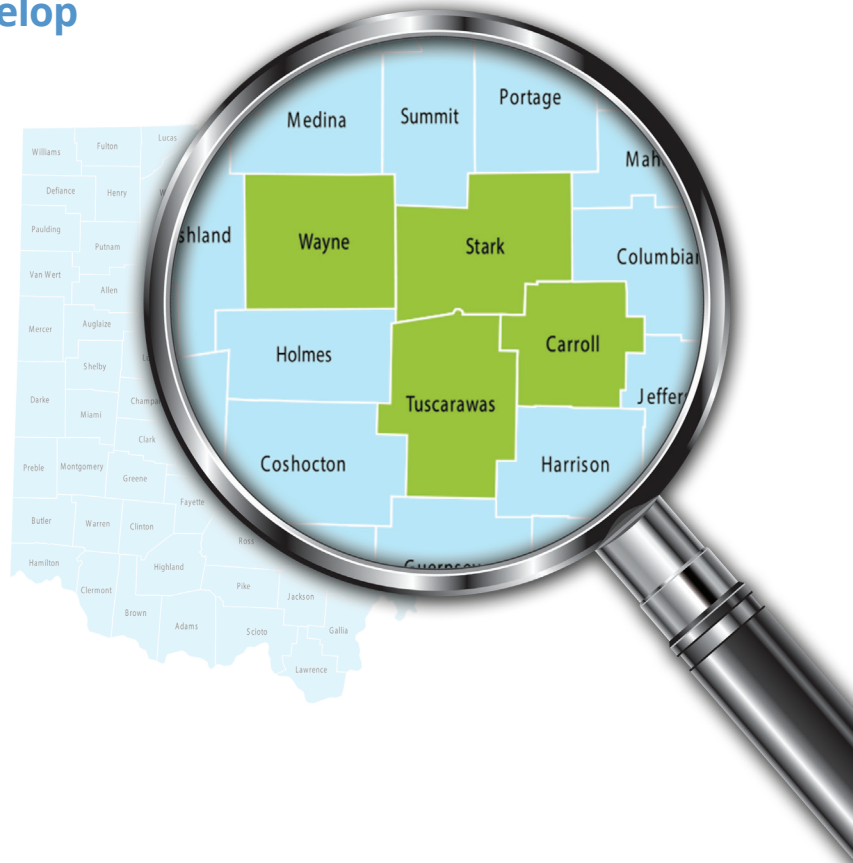 elop
Medina
Summit
Portage
Mah
shland
Wayne
Stark
Columbian
Holmes
Carroll
Tuscarawas
Jeffer
Coshocton
Harrison
Guernsey
Williams
Fulton
Lucas
Defiance
Henry
W
Paulding
Putnam
Van Wert
Allen
Mercer
Auglaize
Shelby
L
Darke
Champa
Miami
Clark
Preble
Montgomery
Greene
Fayette
Butler
Warren
Clinton
Ross
Hamilton
Highland
Clermont
Pike
Jackson
Brown
Adams
Scioto
Gallia
Lawrence